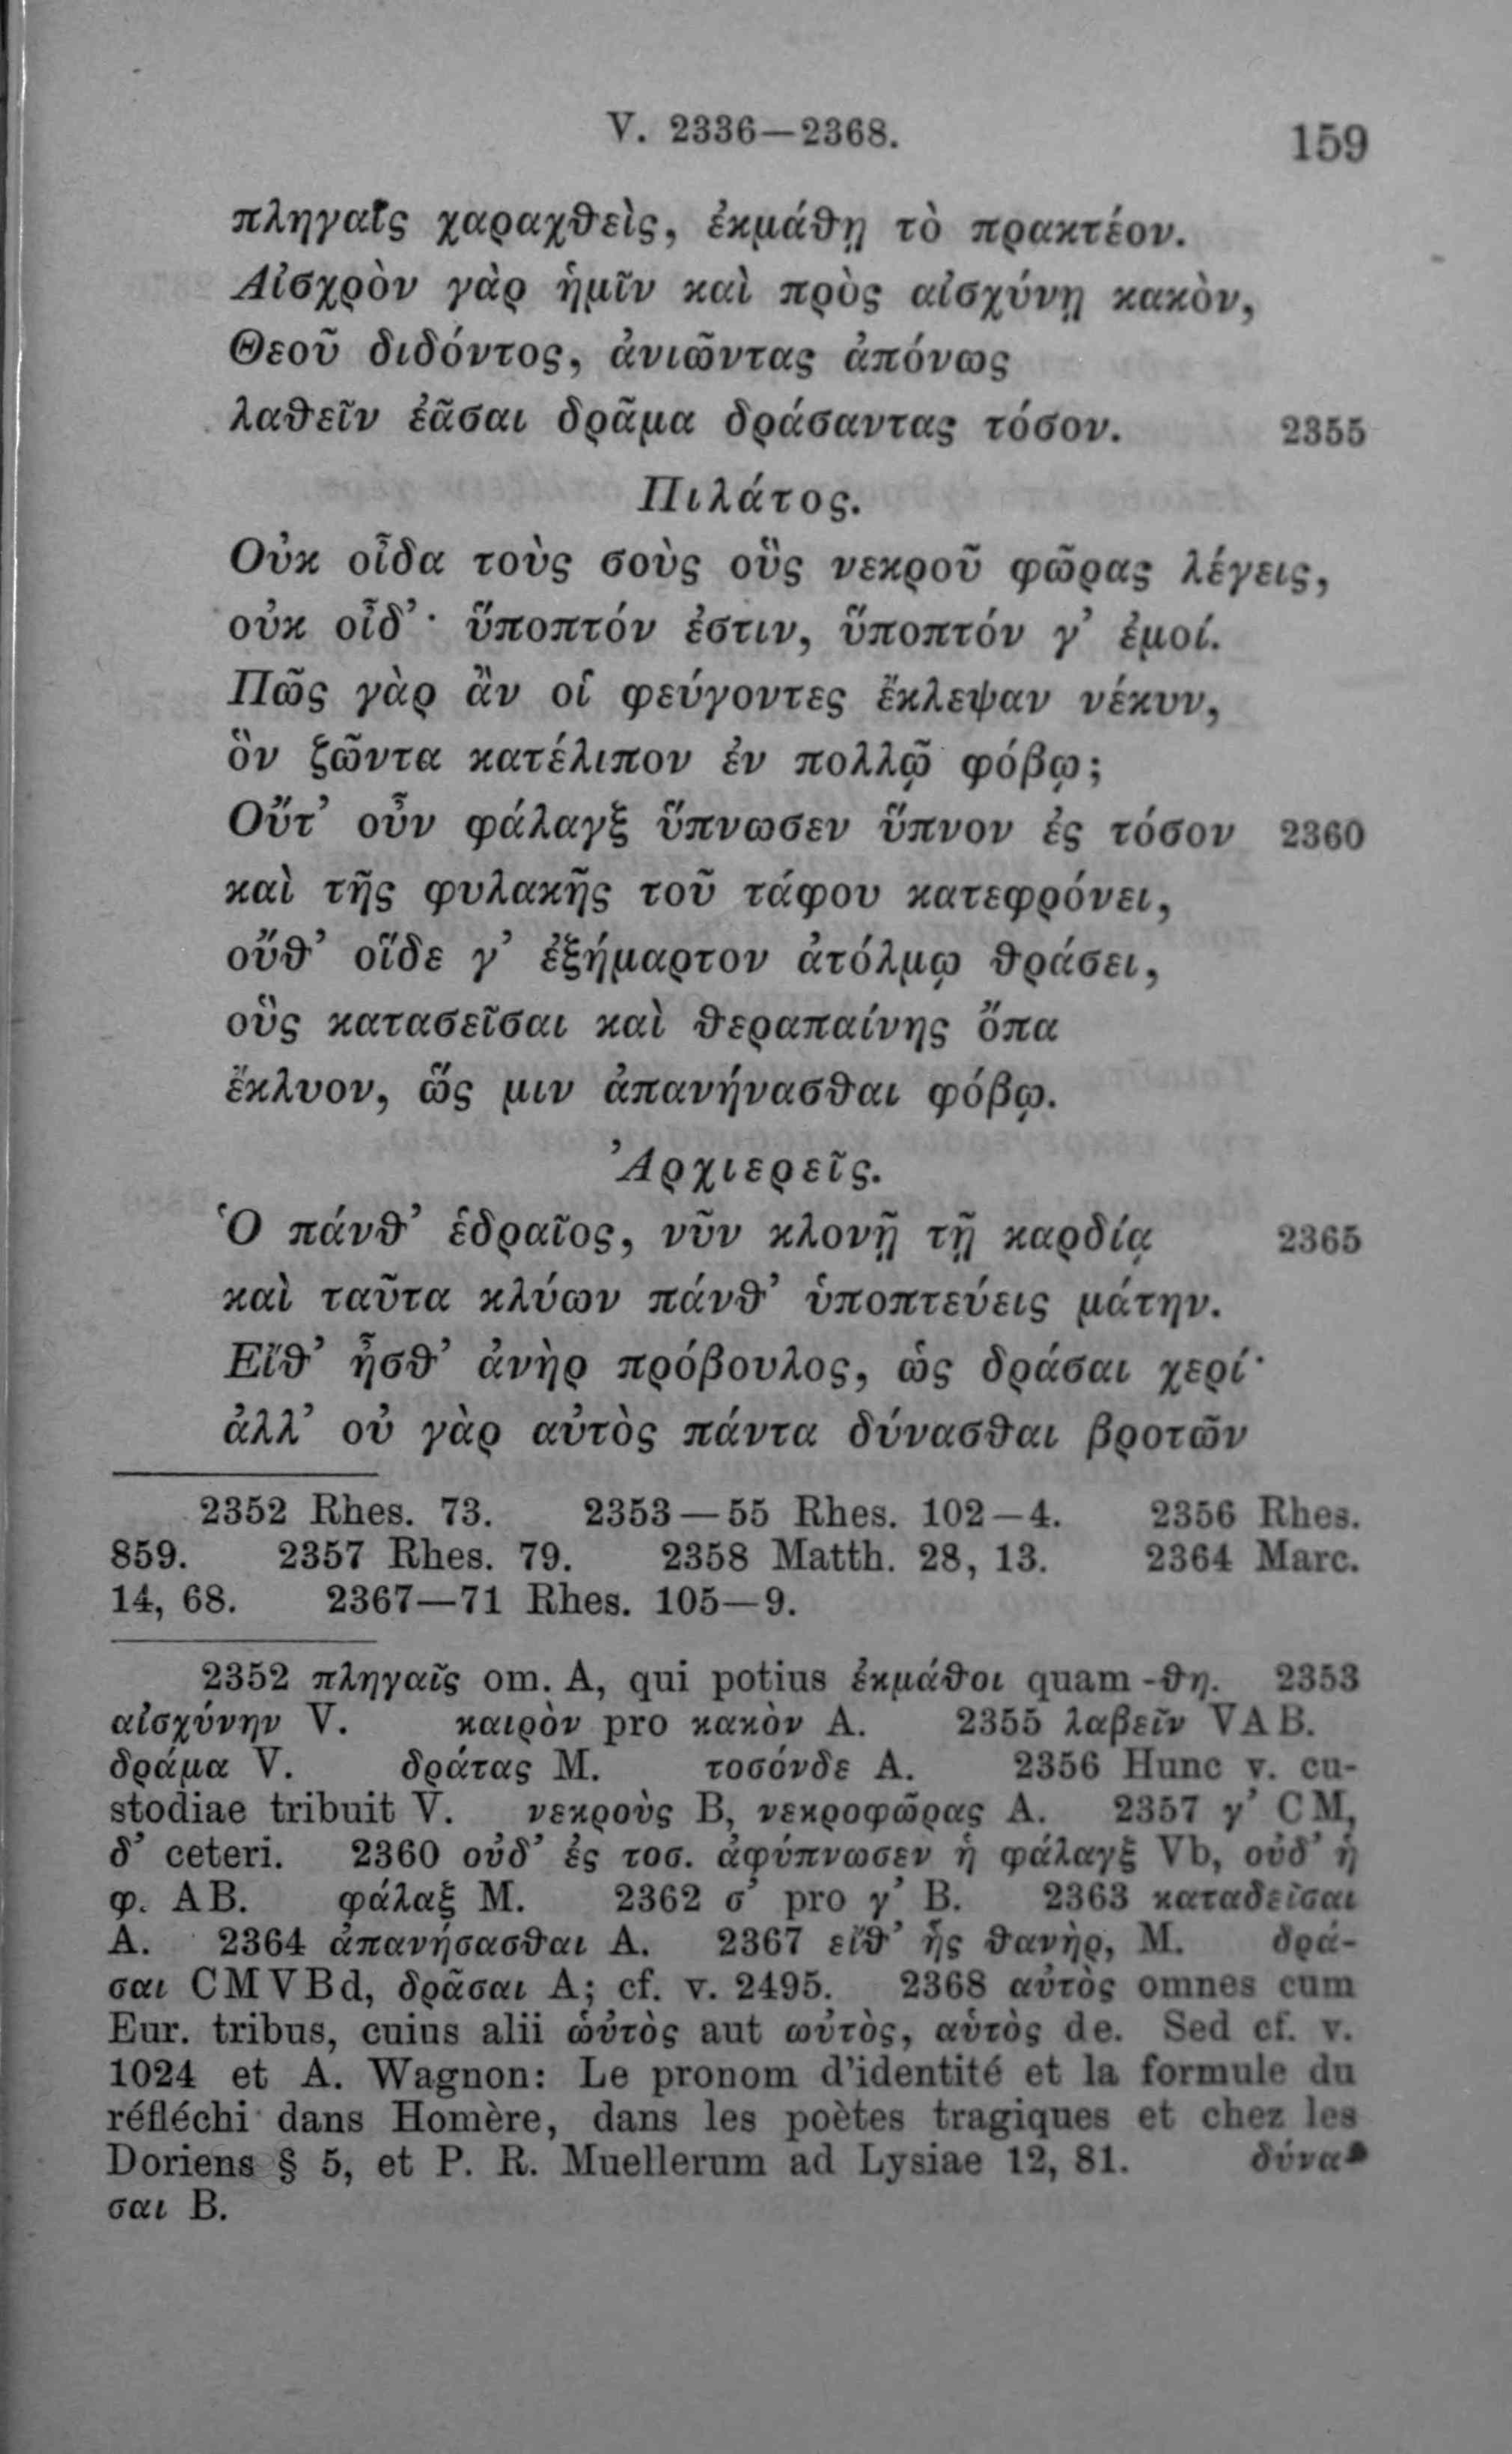 V. 2336—2368.
159
πληγαῖς χαραχθεὶς, ἐκμάθῃ τὸ πρακτέον.
Αἰσχρὸν γὰρ ἡμῖν καὶ πρὸς αἰσχύνῃ κακὸν,
Θεοῦ διδόντος, ἀνιῶντας ἀπόνως
λαθεῖν ἐᾶσαι δρᾶμα δράσαντας τόσον. 2355
Πιλάτος.
Οὐκ οἶδα τοὺς σοὺς οὓς νεκροῦ φῶρας λέγεις,
οὐκ οἶδ’· ὕποπτόν ἐστιν, ὕποπτόν γ’ ἐμοί.
Πῶς γὰρ ἂν οἱ φεύγοντες ἔκλεψαν νέκυν,
ὃν ζῶντα κατέλιπον ἐν πολλῷ φόβῳ;
Οὔτ’ οὖν φάλαγξ ὕπνωσεν ὕπνον ἐς τόσον 2360
καὶ τῆς φυλακῆς τοῦ τάφου κατεφρόνει,
οὔθ’ οἵδε γ’ ἐξήμαρτον ἀτόλμῳ θράσει,
οὓς κατασεῖσαι καὶ θεραπαίνης ὄπα
ἔκλυον, ὥς μιν ἀπανήνασθαι φόβῳ.
Ἀρχιερεῖς.
Ὁ πάνθ’ ἑδραῖος, νῦν κλονῇ τῇ καρδίᾳ 2365
καὶ ταῦτα κλύων πάνθ’ ὑποπτεύεις μάτην.
Εἴθ’ ἦσθ’ ἀνὴρ πρόβουλος, ὡς δράσαι χερί·
ἀλλ’ οὐ γὰρ αὐτὸς πάντα δύνασθαι βροτῶν
2352 Rhes. 73. 2353—55 Rhes. 102—4. 2356 Rhes.
859. 2357 Rhes. 79. 2358 Matth. 28, 13. 2364 Marc.
14, 68. 2367—71 Rhes. 105—9.
2352 πληγαῖς om. A, qui potius ἐκμάθοι quam -θη. 2353
αἰσχύνην V. καιρὸν pro κακὸν A. 2355 λαβεῖν VAB.
δράμα V. δράτας M. τοσόνδε A. 2356 Hunc v. cu-
stodiae tribuit V. νεκροὺς B, νεκροφῶρας A. 2357 γ’ CM,
δ’ ceteri. 2360 οὐδ’ ἐς τοσ. ἀφύπνωσεν ἡ φάλαγξ Vb, οὐδ’ ἡ
φ. AB. φάλαξ M. 2362 σ’ pro γ’ B. 2363 καταδεῖσαι
A. 2364 ἀπανήσασθαι A. 2367 εἴθ’ ἧς θανὴρ, M. δρά-
σαι CMVBd, δρᾶσαι A; cf. v. 2495. 2368 αὐτὸς omnes cum
Eur. tribus, cuius alii ὡὐτὸς aut ωὐτὸς, αὑτὸς de. Sed cf. v.
1024 et A. Wagnon: Le pronom d’identité et la formule du
réfléchi dans Homère, dans les poètes tragiques et chez les
Doriens § 5, et P. R. Muellerum ad Lysiae 12, 81. δύνα-
σαι B.